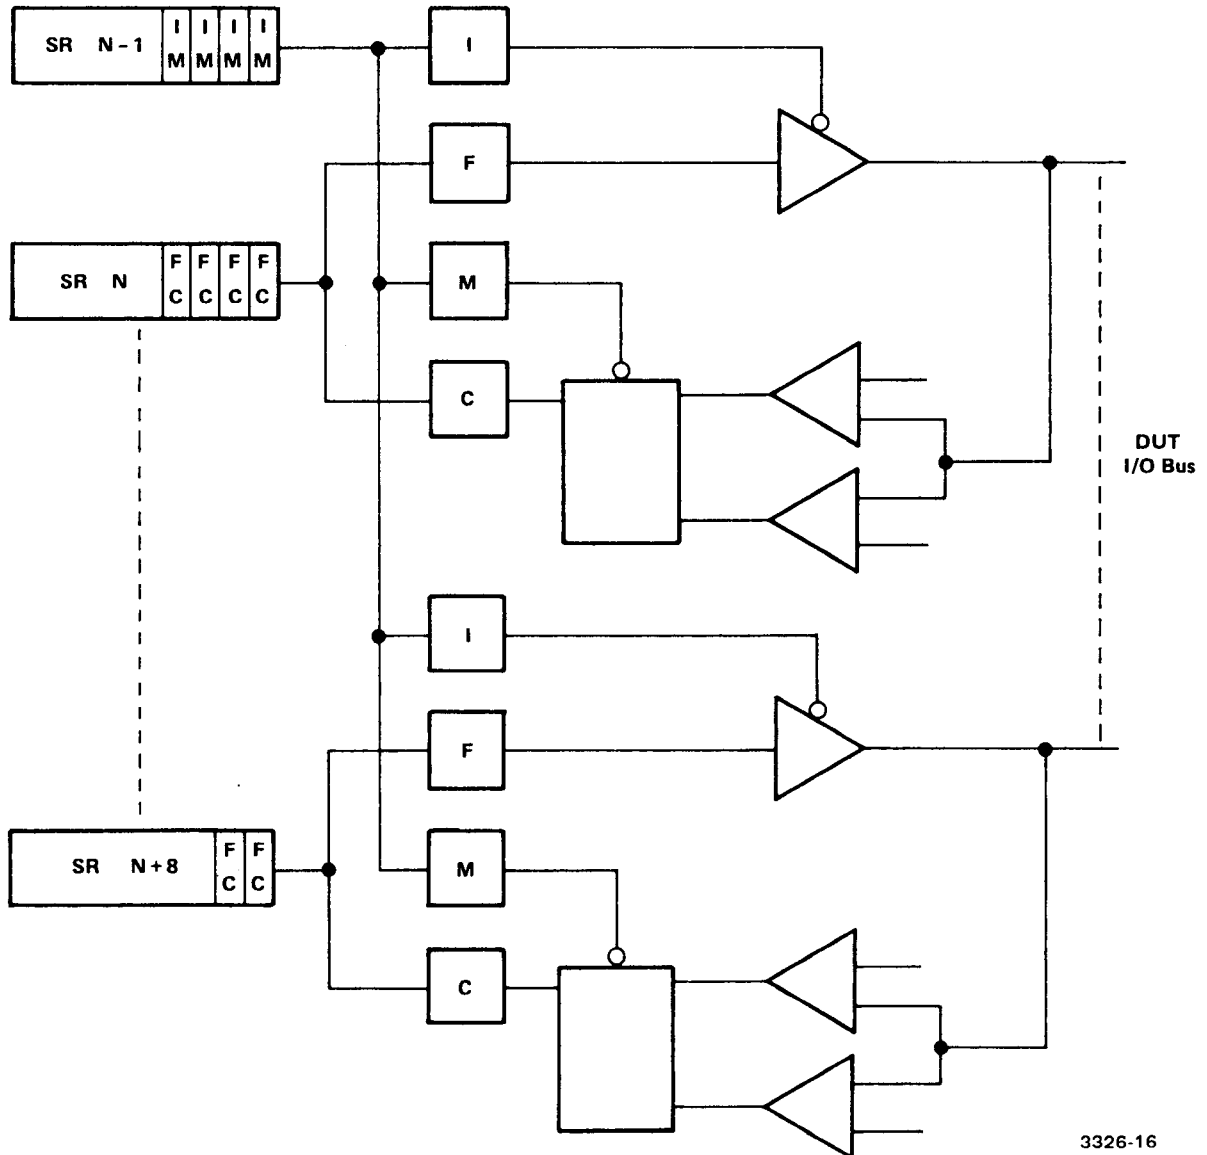 SR N-1
I I I I
M M M M
I
F
SR N
F F F F
C C C C
M
C
DUT
I/O Bus
I
F
SR N+8
F F
C C
M
C
3326-16